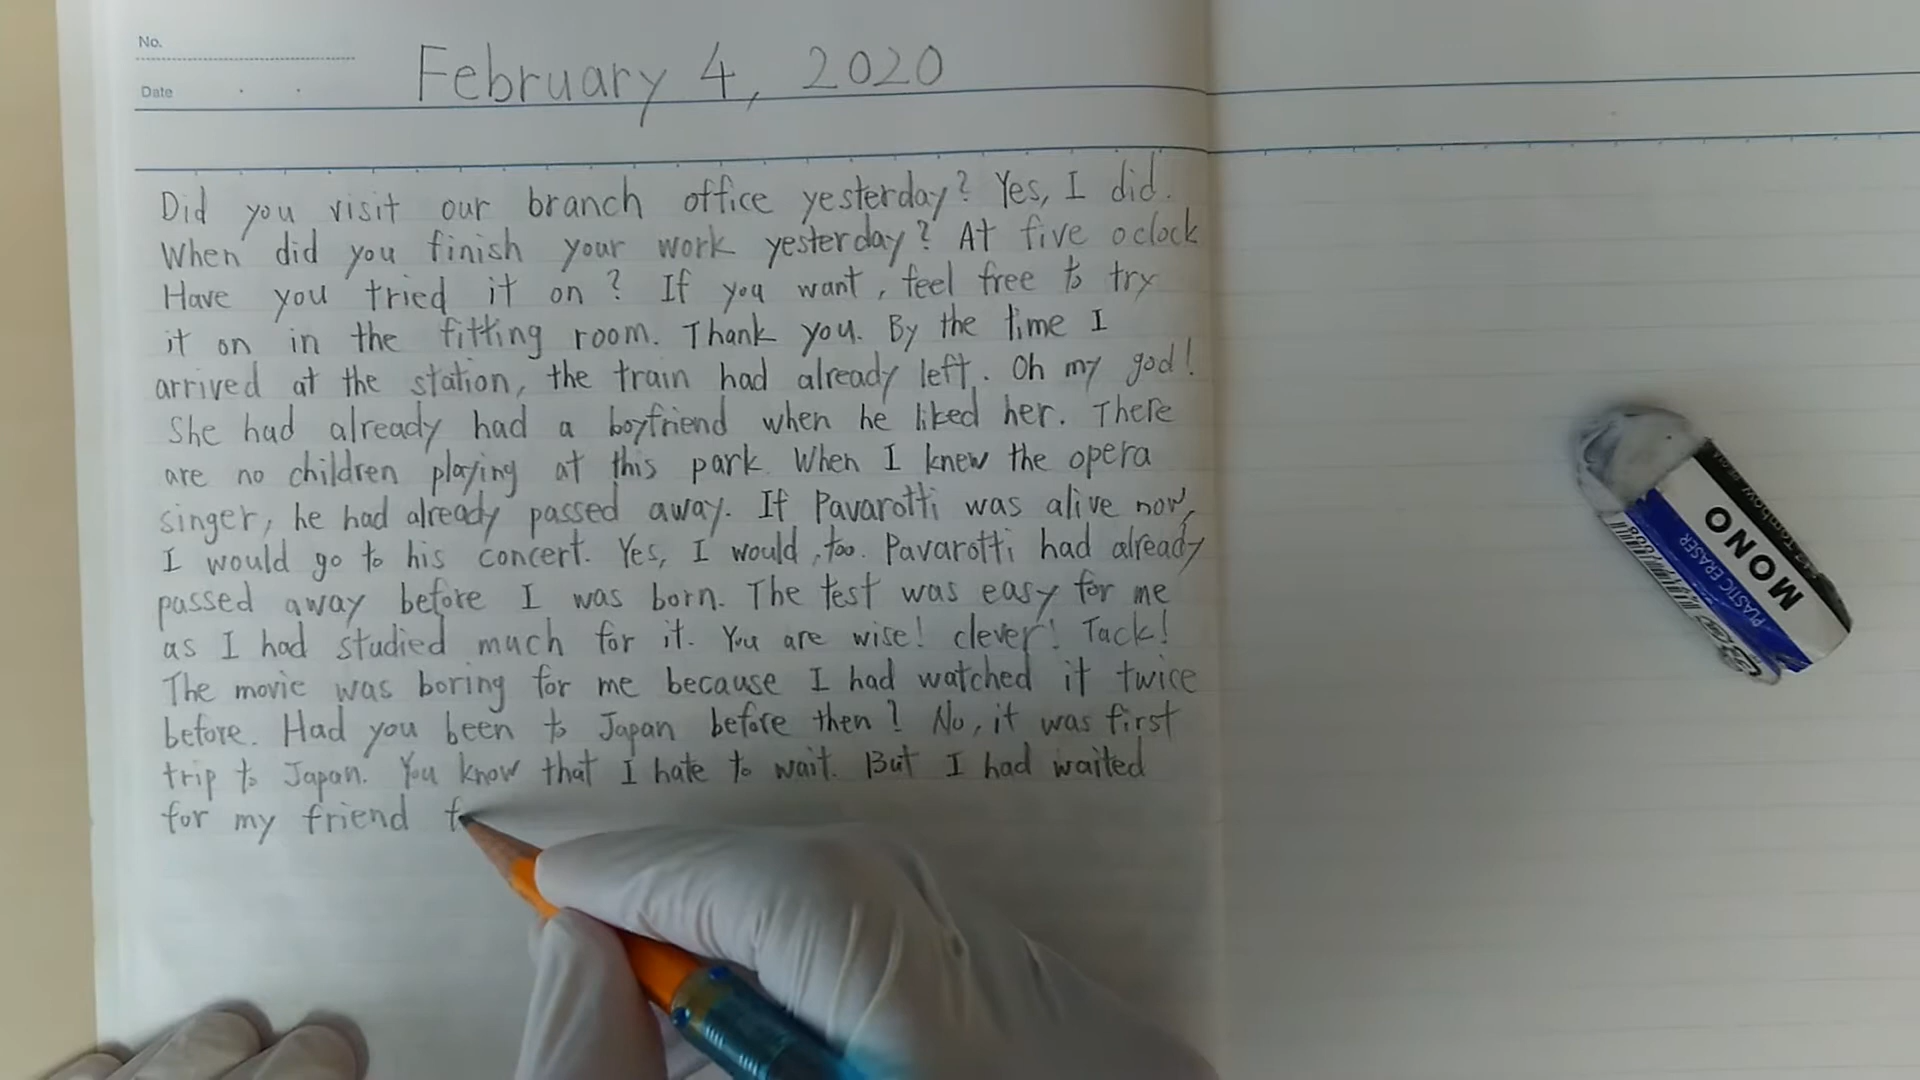 No.
Date
February 4, 2020
Did you visit our branch office yesterday? Yes, I did.
When did you finish your work yesterday? At five oclock
Have you tried it on? If you want, feel free to try
it on in the fitting room. Thank you. By the time I
arrived at the station, the train had already left. Oh my god!
She had already had a boyfriend when he liked her. There
are no children playing at this park. When I knew the opera
singer, he had already passed away. If Pavarotti was alive now,
I would go to his concert. Yes, I would, too. Pavarotti had already
passed away before I was born. The test was easy for me
as I had studied much for it. You are wise! clever! Tack!
The movie was boring for me because I had watched it twice
before. Had you been to Japan before then? No, it was first
trip to Japan. You know that I hate to wait. But I had waited
for my friend
MONO
PLASTIC ERASER
Tombow